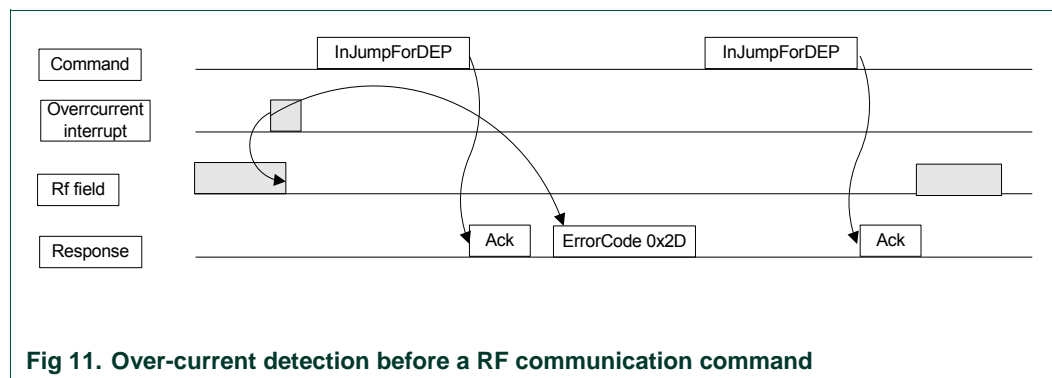 InJumpForDEP InJumpForDEP
Command
Overrcurrent
interrupt
Rf field
Response Ack ErrorCode 0x2D Ack
Fig 11. Over-current detection before a RF communication command